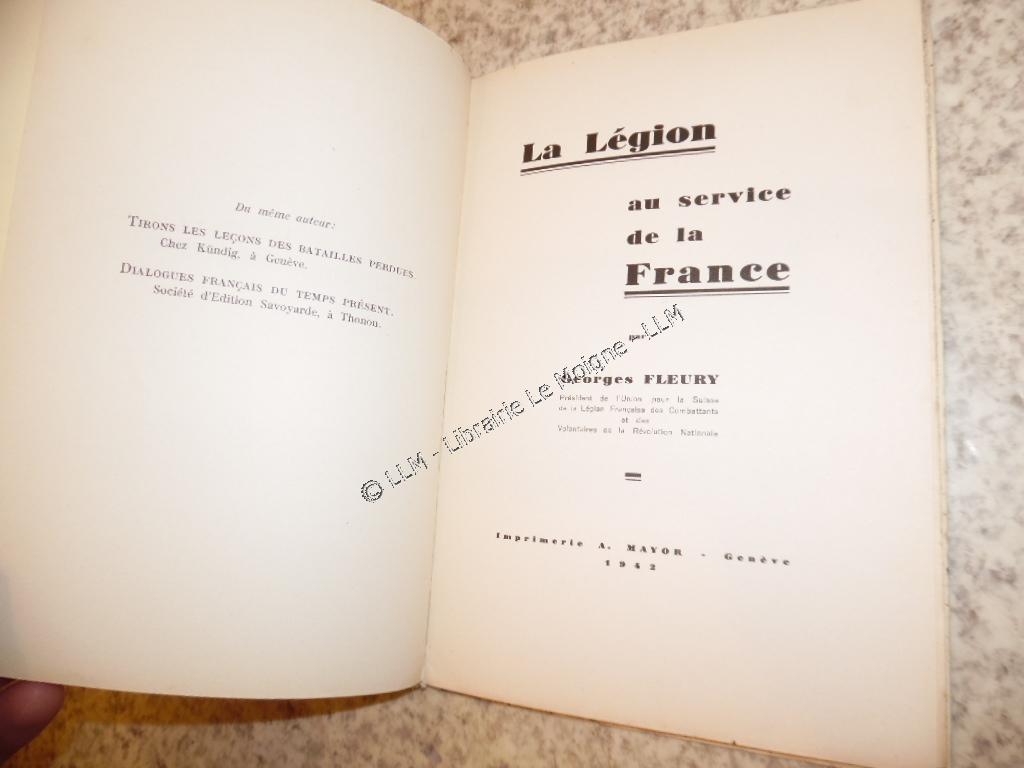 Du même auteur:
TIRONS LES LEÇONS DES BATAILLES PERDUES.
Chez Kündig, à Genève.
DIALOGUES FRANÇAIS DU TEMPS PRÉSENT.
Société d'Edition Savoyarde, à Thonon.
La Légion
au service
de la
France
par
Georges FLEURY
Président de l'Union pour la Suisse
de la Légion Française des Combattants
et des
Volontaires de la Révolution Nationale
Imprimerie A. MAYOR - Genève
1942
© LLM - Librairie Le Moigne - LLM